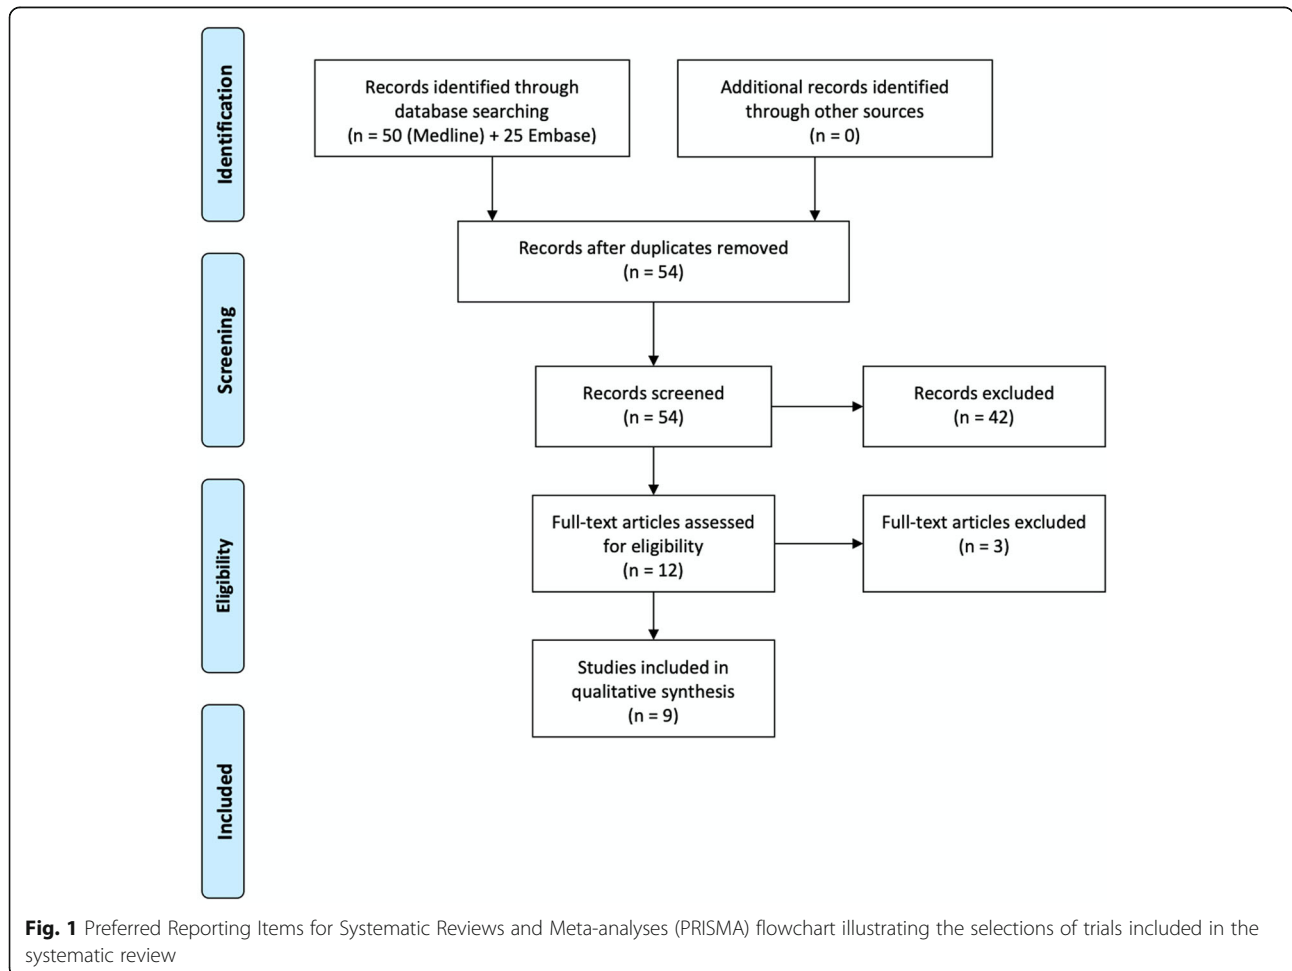 Identification
Records identified through
database searching
(n = 50 (Medline) + 25 Embase)
Additional records identified
through other sources
(n = 0)
Records after duplicates removed
(n = 54)
Screening
Records screened
(n = 54)
Records excluded
(n = 42)
Eligibility
Full-text articles assessed
for eligibility
(n = 12)
Full-text articles excluded
(n = 3)
Studies included in
qualitative synthesis
(n = 9)
Included
Fig. 1 Preferred Reporting Items for Systematic Reviews and Meta-analyses (PRISMA) flowchart illustrating the selections of trials included in the
systematic review